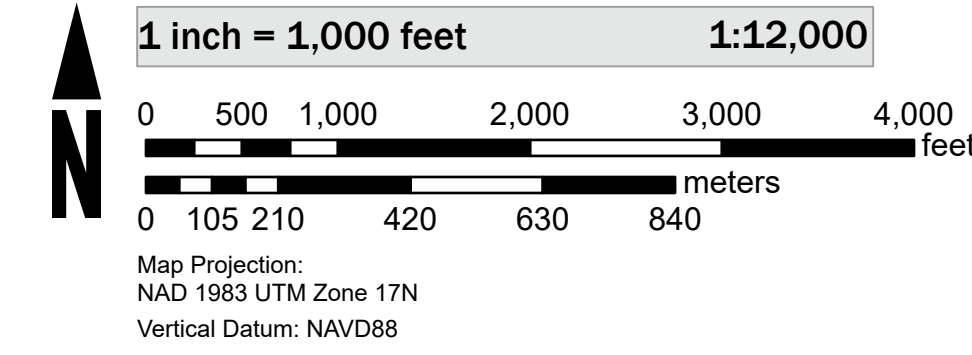 N
1 inch = 1,000 feet 1:12,000
0 500 1,000 2,000 3,000 4,000
feet
meters
0 105 210 420 630 840
Map Projection:
NAD 1983 UTM Zone 17N
Vertical Datum: NAVD88